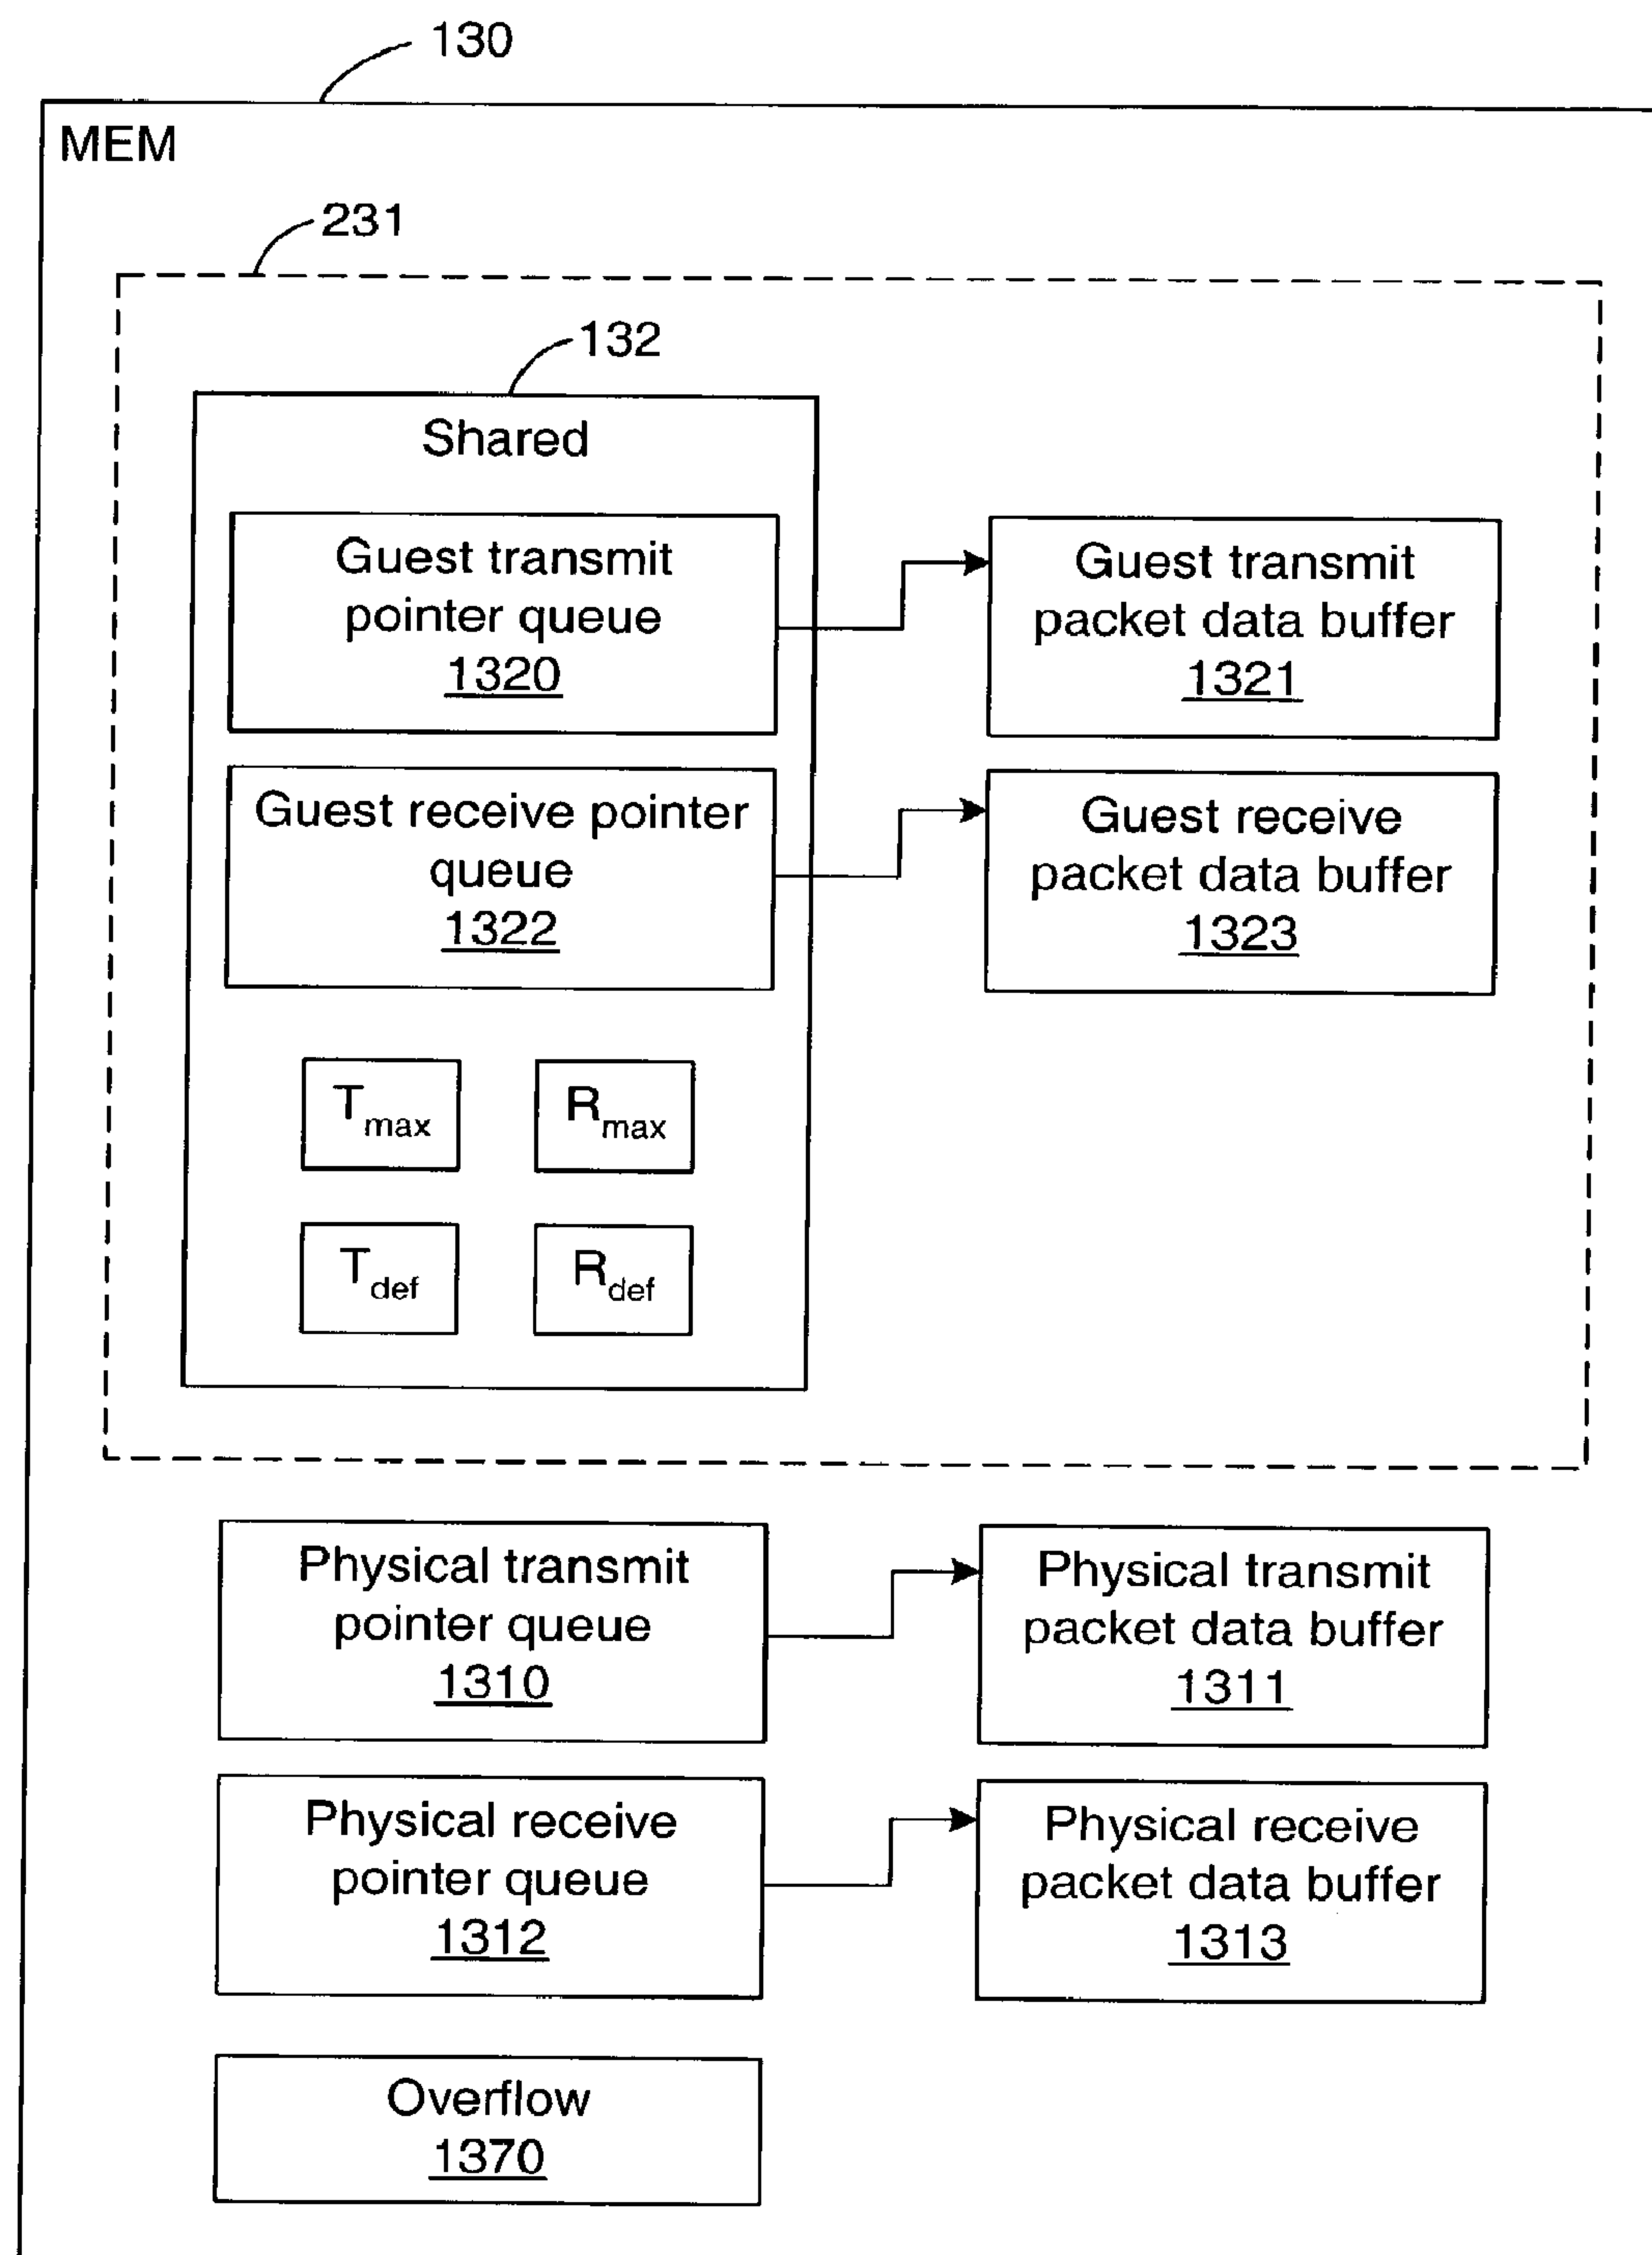 130
MEM
231
132
Shared
Guest transmit
pointer queue
1320
Guest transmit
packet data buffer
1321
Guest receive pointer
queue
1322
Guest receive
packet data buffer
1323
Tmax
Rmax
Tdef
Rdef
Physical transmit
pointer queue
1310
Physical transmit
packet data buffer
1311
Physical receive
pointer queue
1312
Physical receive
packet data buffer
1313
Overflow
1370